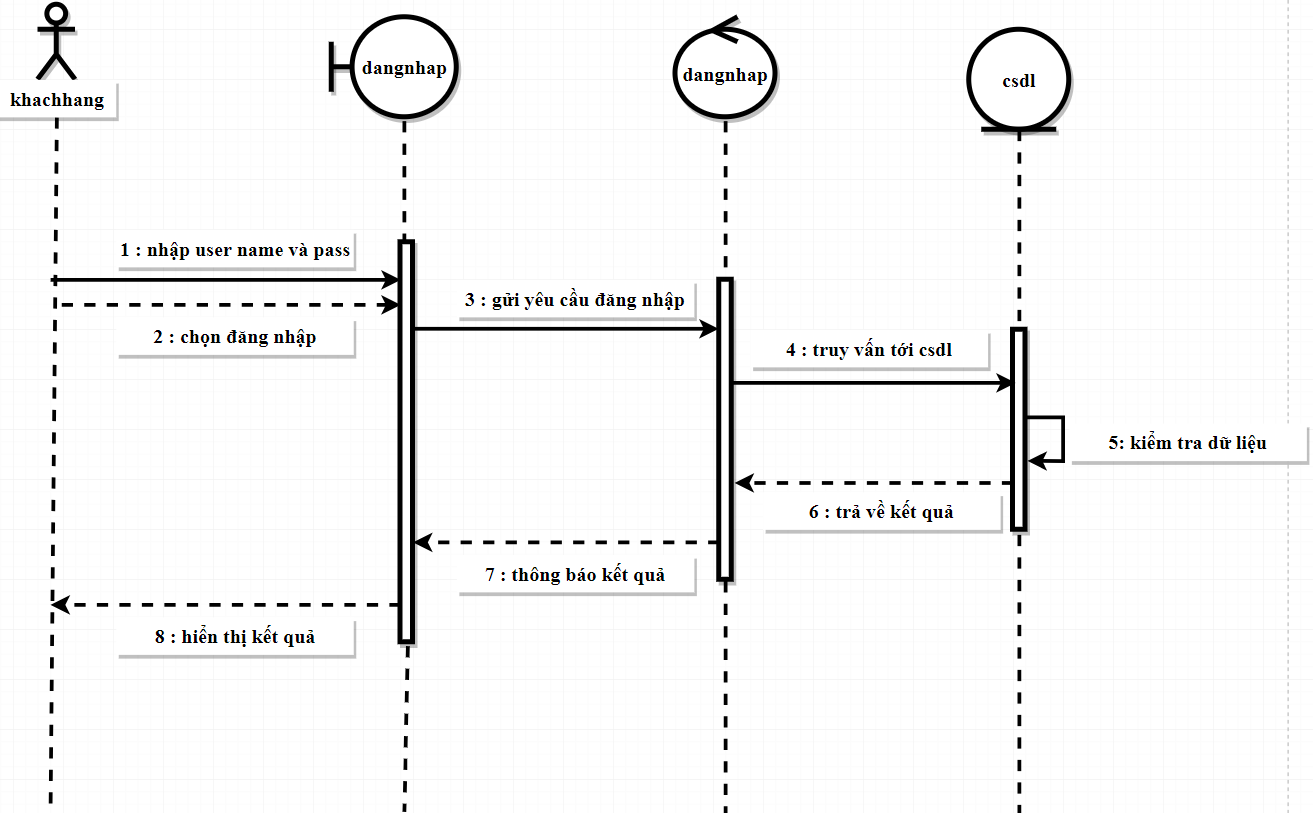 khachhang
dangnhap
dangnhap
csdl
1 : nhập user name và pass
2 : chọn đăng nhập
3 : gửi yêu cầu đăng nhập
4 : truy vấn tới csdl
5: kiểm tra dữ liệu
6 : trả về kết quả
7 : thông báo kết quả
8 : hiển thị kết quả